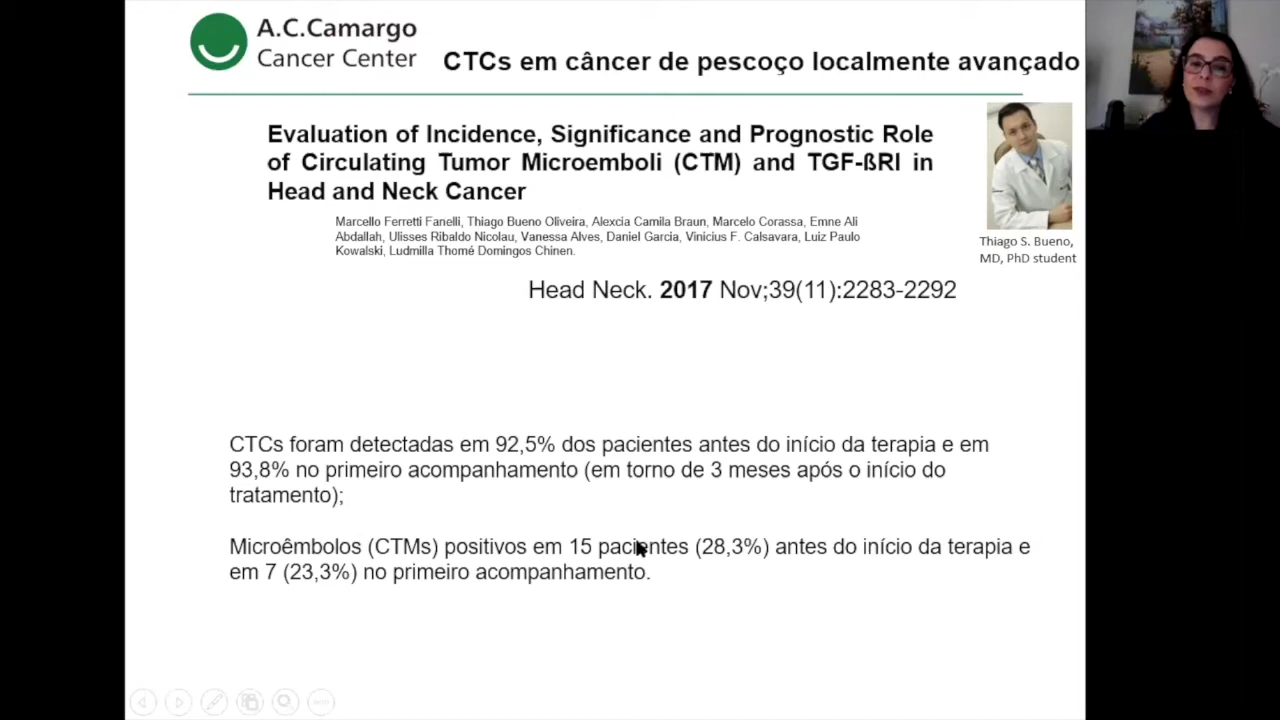 A.C.Camargo
Cancer Center
CTCs em câncer de pescoço localmente avançado
Evaluation of Incidence, Significance and Prognostic Role
of Circulating Tumor Microemboli (CTM) and TGF-ßRI in
Head and Neck Cancer
Marcello Ferretti Fanelli, Thiago Bueno Oliveira, Alexcia Camila Braun, Marcelo Corassa, Emne Ali
Abdallah, Ulisses Ribaldo Nicolau, Vanessa Alves, Daniel Garcia, Vinicius F. Calsavara, Luiz Paulo
Kowalski, Ludmilla Thomé Domingos Chinen.
Thiago S. Bueno,
MD, PhD student
Head Neck. 2017 Nov;39(11):2283-2292
CTCs foram detectadas em 92,5% dos pacientes antes do início da terapia e em
93,8% no primeiro acompanhamento (em torno de 3 meses após o início do
tratamento);
Microêmbolos (CTMs) positivos em 15 pacientes (28,3%) antes do início da terapia e
em 7 (23,3%) no primeiro acompanhamento.